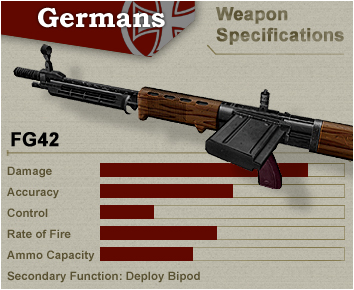 Germans
Weapon
Specifications
FG42
Damage
Accuracy
Control
Rate of Fire
Ammo Capacity
Secondary Function: Deploy Bipod